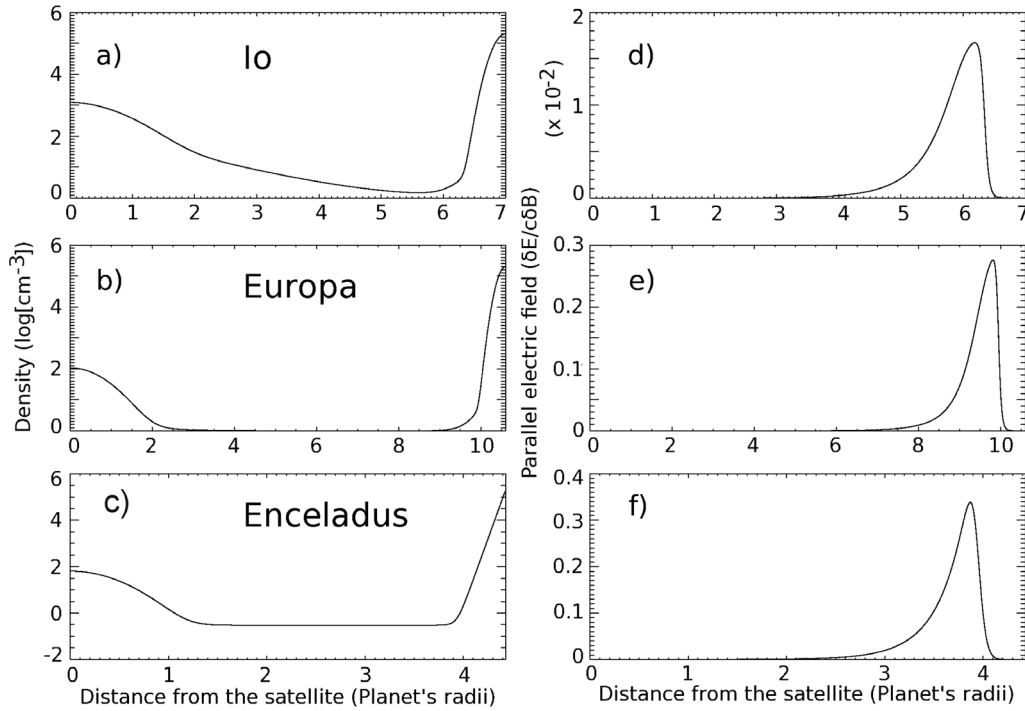 a) Io
6
4
2
0
0 1 2 3 4 5 6 7
d)
2
1
0
0 1 2 3 4 5 6 7
(x 10⁻²)
b) Europa
6
4
2
0
0 2 4 6 8 10
e)
0.3
0.2
0.1
0
0 2 4 6 8 10
Density (log[cm⁻³])
Parallel electric field (δE/cδB)
c) Enceladus
6
4
2
0
-2
0 1 2 3 4
f)
0.4
0.3
0.2
0.1
0
0 1 2 3 4
Distance from the satellite (Planet's radii)
Distance from the satellite (Planet's radii)